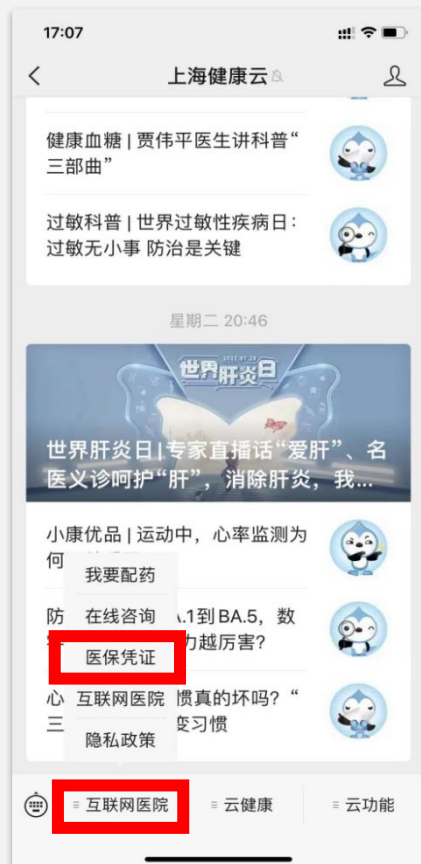 17:07
上海健康云
健康血糖 | 贾伟平医生讲科普“
三部曲”
过敏科普 | 世界过敏性疾病日：
过敏无小事 防治是关键
星期二 20:46
2022.07.28
世界肝炎日
世界肝炎日|专家直播话“爱肝”、名
医义诊呵护“肝”，消除肝炎，我...
小康优品 | 运动中，心率监测为
何
我要配药
防
在线咨询
.1到BA.5，数
力越厉害？
医保凭证
心
互联网医院
惯真的坏吗？“
三
变习惯
隐私政策
互联网医院
云健康
云功能